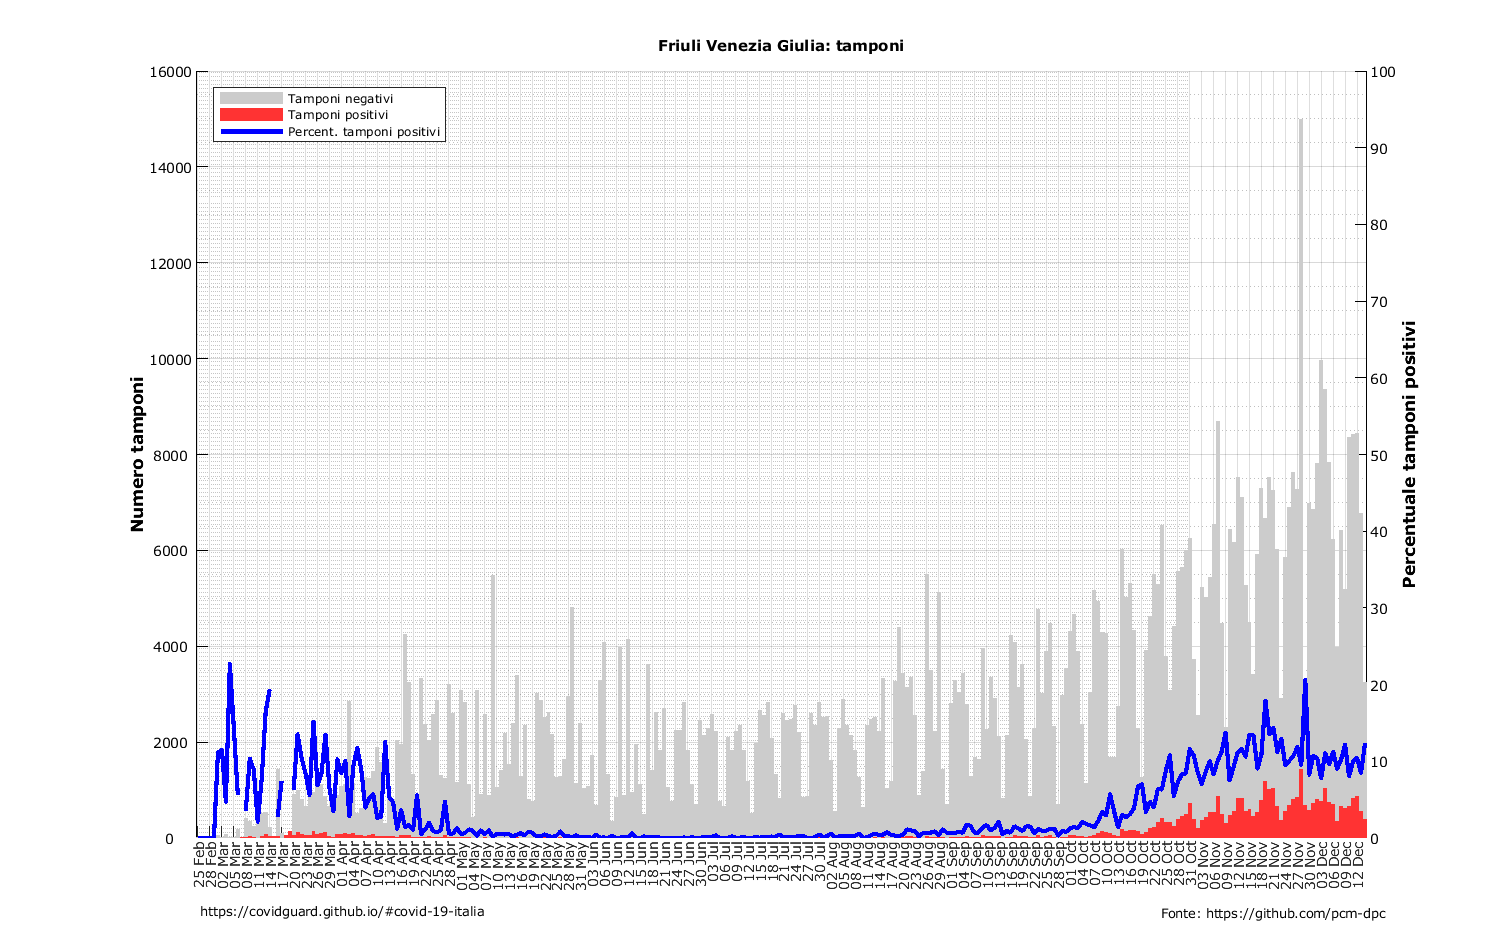 Friuli Venezia Giulia: tamponi
Tamponi negativi
Tamponi positivi
Percent. tamponi positivi
Numero tamponi
16000
14000
12000
10000
8000
6000
4000
2000
0
Percentuale tamponi positivi
100
90
80
70
60
50
40
30
20
10
0
25 Feb
28 Feb
02 Mar
05 Mar
08 Mar
11 Mar
14 Mar
17 Mar
20 Mar
23 Mar
26 Mar
29 Mar
01 Apr
04 Apr
07 Apr
10 Apr
13 Apr
16 Apr
19 Apr
22 Apr
25 Apr
28 Apr
01 May
04 May
07 May
10 May
13 May
16 May
19 May
22 May
25 May
28 May
31 May
03 Jun
06 Jun
09 Jun
12 Jun
15 Jun
18 Jun
21 Jun
24 Jun
27 Jun
30 Jun
03 Jul
06 Jul
09 Jul
12 Jul
15 Jul
18 Jul
21 Jul
24 Jul
27 Jul
30 Jul
02 Aug
05 Aug
08 Aug
11 Aug
14 Aug
17 Aug
20 Aug
23 Aug
26 Aug
29 Aug
01 Sep
04 Sep
07 Sep
10 Sep
13 Sep
16 Sep
19 Sep
22 Sep
25 Sep
28 Sep
01 Oct
04 Oct
07 Oct
10 Oct
13 Oct
16 Oct
19 Oct
22 Oct
25 Oct
28 Oct
31 Oct
03 Nov
06 Nov
09 Nov
12 Nov
15 Nov
18 Nov
21 Nov
24 Nov
27 Nov
30 Nov
03 Dec
06 Dec
09 Dec
12 Dec
https://covidguard.github.io/#covid-19-italia
Fonte: https://github.com/pcm-dpc